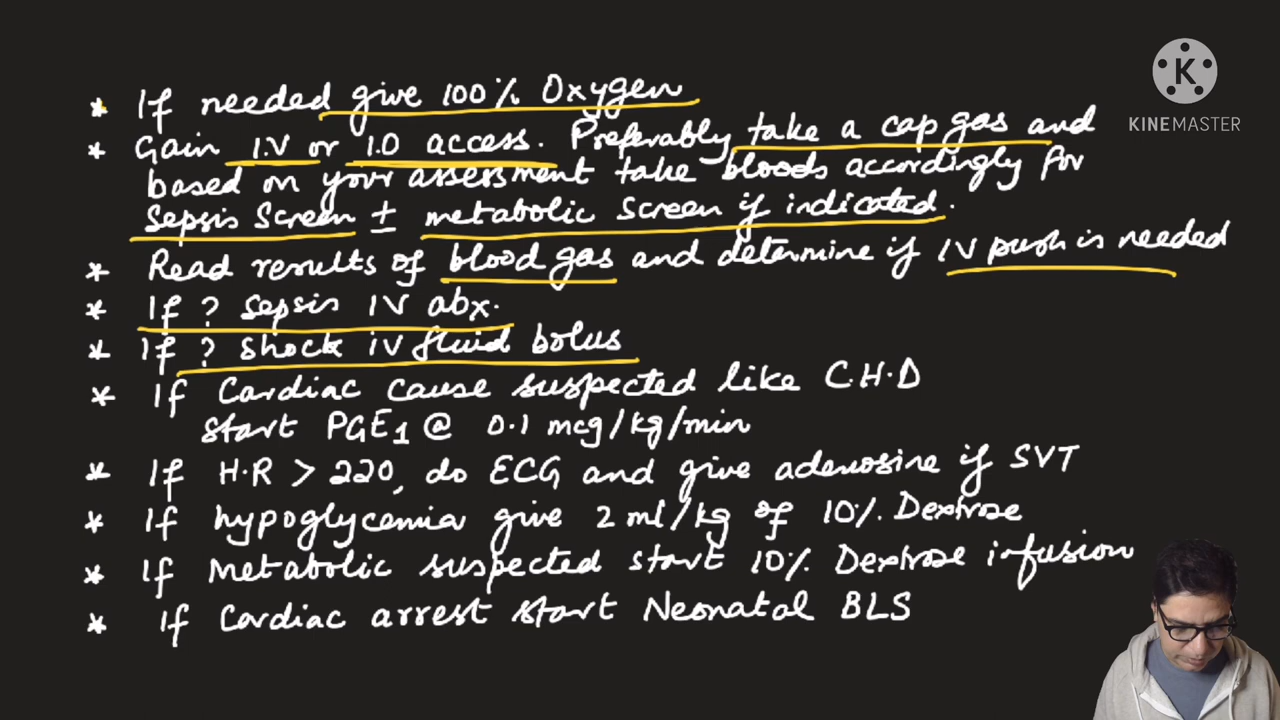 * If needed give 100% Oxygen
* Gain I.V or I.O access. Preferably take a cap gas and
based on your assessment take bloods accordingly for
Sepsis Screen ± metabolic screen if indicated.
* Read results of blood gas and determine if IV push is needed
* If ? sepsis IV abx.
* If ? Shock iv fluid bolus
* If Cardiac cause suspected like C.H.D
start PGE1 @ 0.1 mcg/kg/min
* If H.R > 220, do ECG and give adenosine if SVT
* If hypoglycemia give 2 ml/kg of 10% Dextrose
* If Metabolic suspected start 10% Dextrose infusion
* If Cardiac arrest start Neonatal BLS
K
KINEMASTER